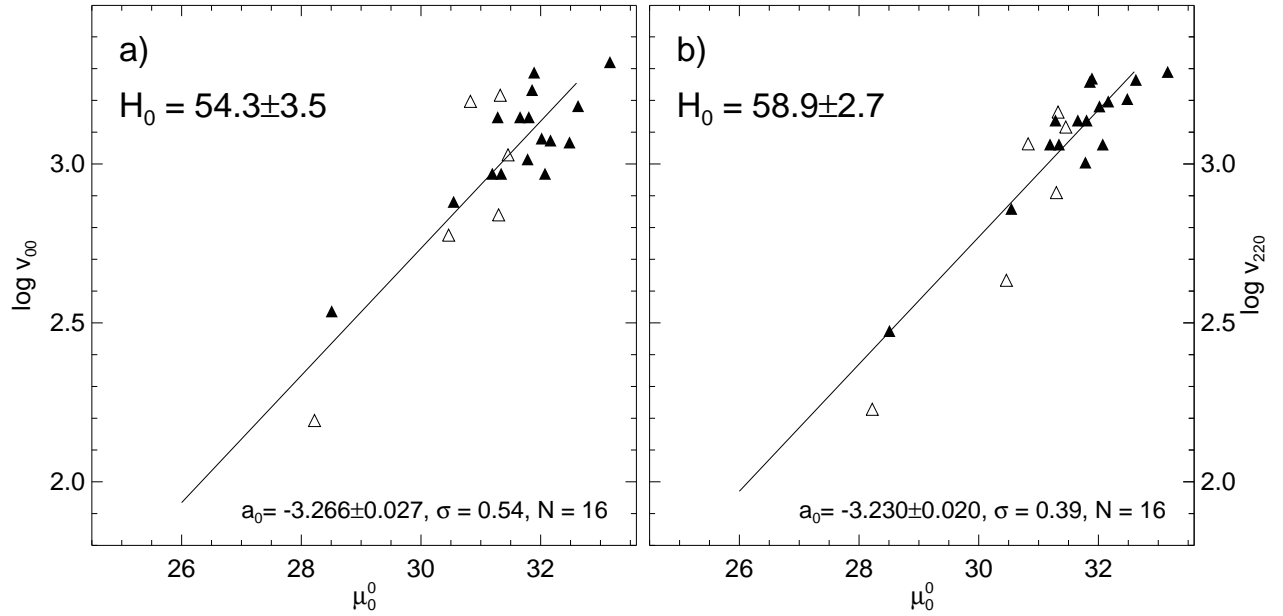 a)
H₀ = 54.3±3.5
3.0
2.5
2.0
log v₀₀
a₀= -3.266±0.027, σ = 0.54, N = 16
26 28 30 32
μ⁰₀
b)
H₀ = 58.9±2.7
3.0
2.5
2.0
log v₂₂₀
a₀= -3.230±0.020, σ = 0.39, N = 16
26 28 30 32
μ⁰₀